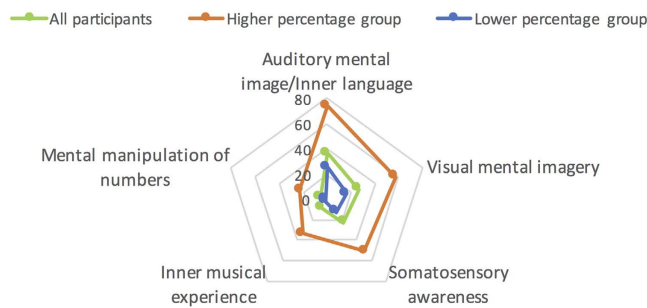 All participants Higher percentage group Lower percentage group
Auditory mental
image/Inner language
80
60
40
20
0
Mental manipulation of
numbers
Visual mental imagery
Inner musical
experience
Somatosensory
awareness